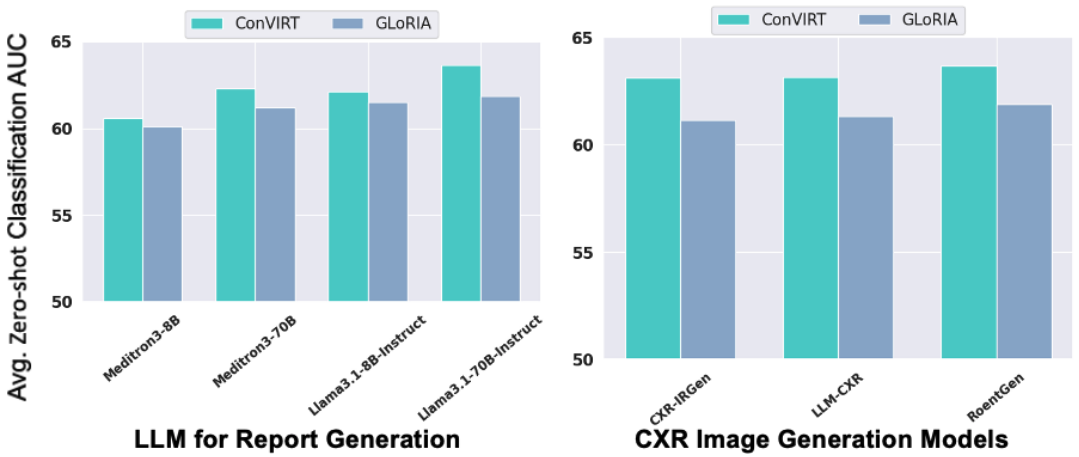 ConVIRT GLoRIA
Avg. Zero-shot Classification AUC
65
60
55
50
Meditron3-8B
Meditron3-70B
Llama3.1-8B-Instruct
Llama3.1-70B-Instruct
LLM for Report Generation
ConVIRT GLoRIA
65
60
55
50
CXR-IRGen
LLM-CXR
RoentGen
CXR Image Generation Models